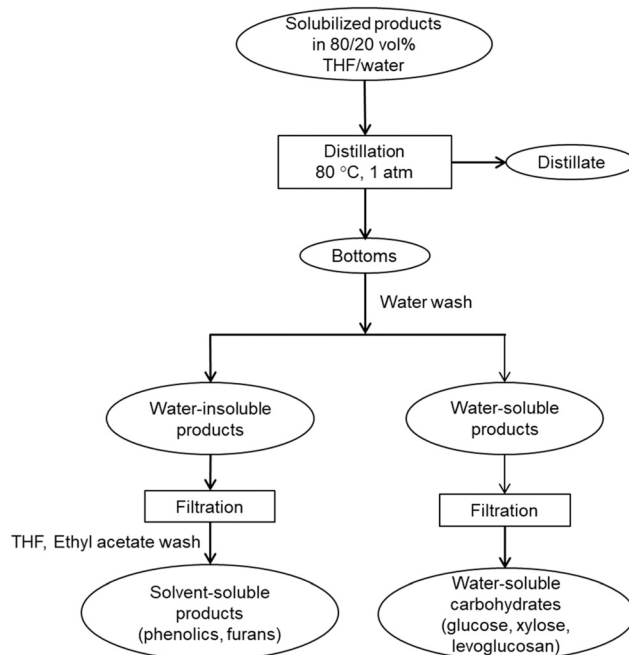 Solubilized products
in 80/20 vol%
THF/water
Distillation
80 °C, 1 atm
Distillate
Bottoms
Water wash
Water-insoluble
products
Water-soluble
products
Filtration
Filtration
THF, Ethyl acetate wash
Solvent-soluble
products
(phenolics, furans)
Water-soluble
carbohydrates
(glucose, xylose,
levoglucosan)